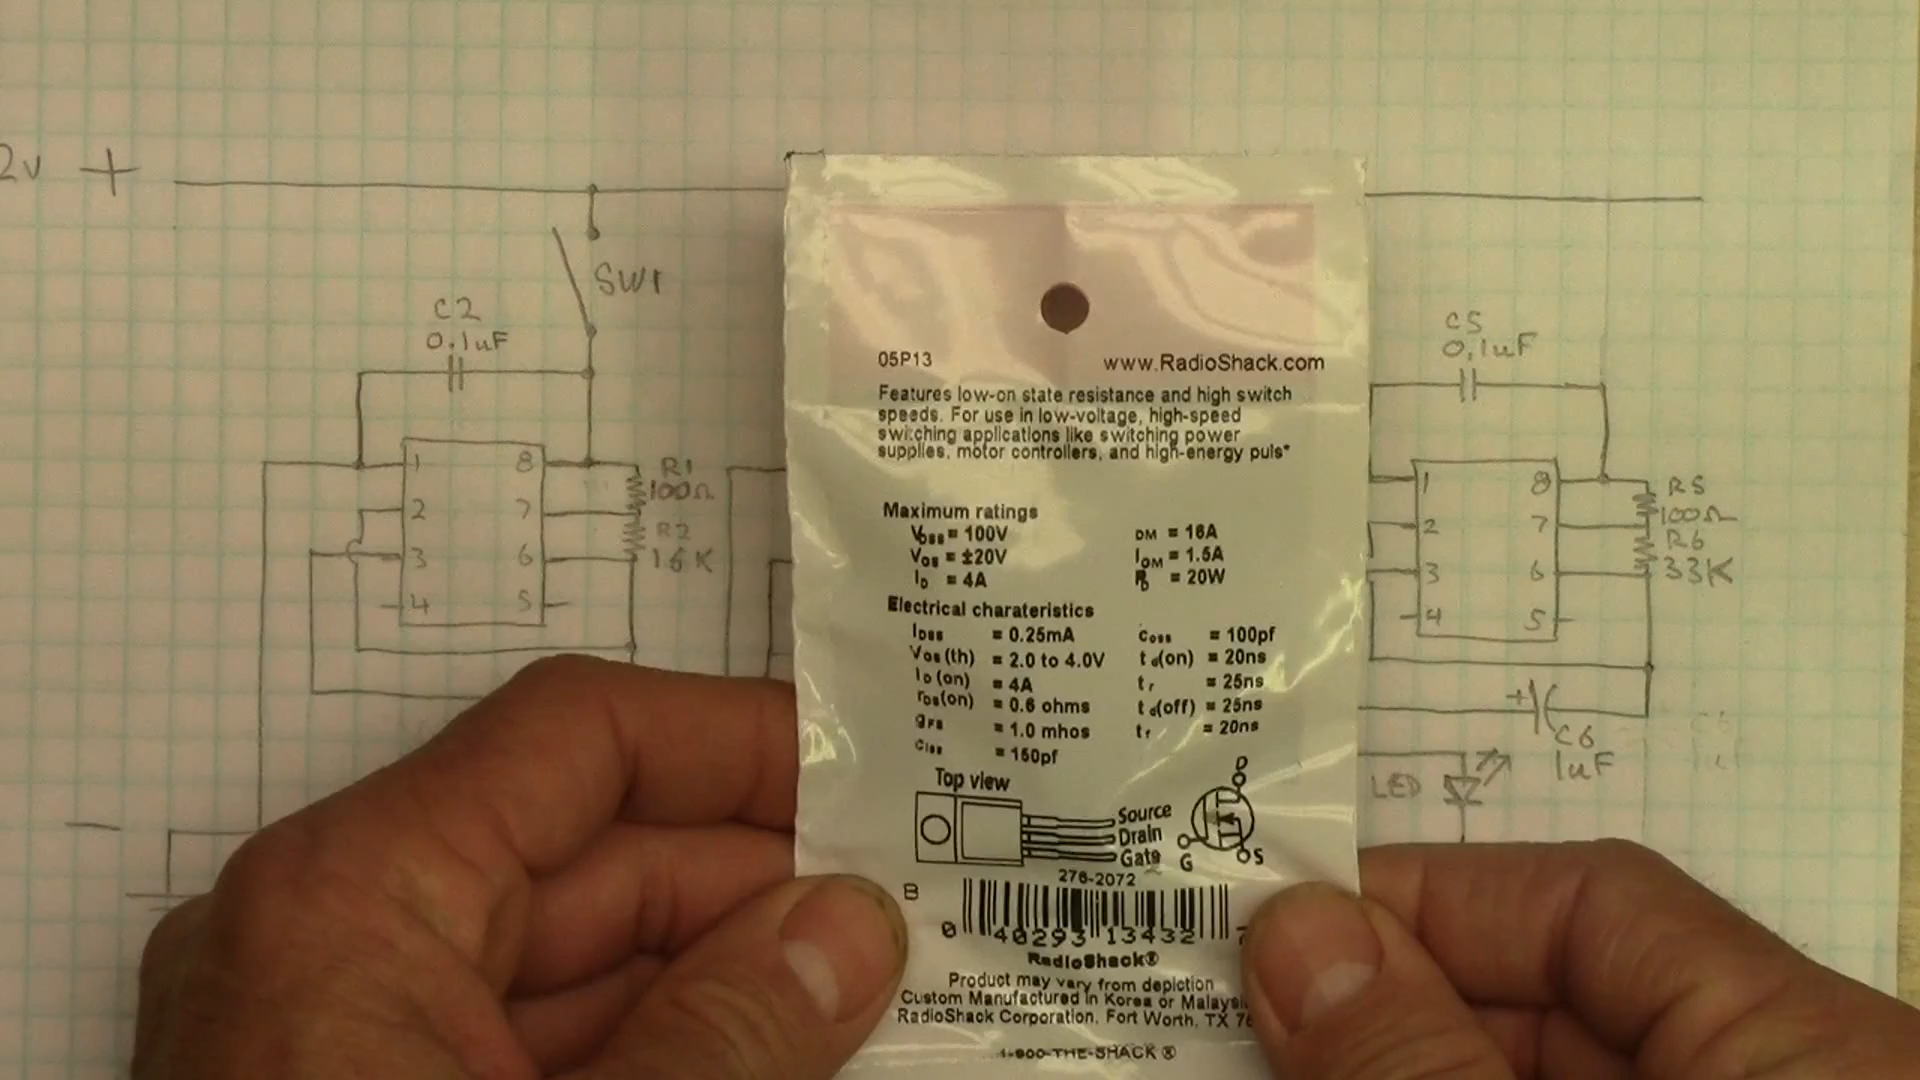 2v +
SW1
C2
0.1uF
1 8
2 7
3 6
4 5
R1
100Ω
R2
1.6K
05P13 www.RadioShack.com
Features low-on state resistance and high switch
speeds. For use in low-voltage, high-speed
switching applications like switching power
supplies, motor controllers, and high-energy puls*
Maximum ratings
VDSS = 100V DM = 16A
VGS = ±20V IGM = 1.5A
ID = 4A PD = 20W
Electrical charateristics
IDSS = 0.25mA Coss = 100pf
VGS(th) = 2.0 to 4.0V td(on) = 20ns
ID(on) = 4A tr = 25ns
rDS(on) = 0.6 ohms td(off) = 25ns
gFS = 1.0 mhos tf = 20ns
Ciss = 150pf
Top view
Source
Drain
Gate
D
G
S
276-2072
B
0 40293 13432 7
RadioShack®
Product may vary from depiction
Custom Manufactured in Korea or Malaysi
RadioShack Corporation, Fort Worth, TX 76
1-800-THE-SHACK ®
C5
0.1uF
1 8
2 7
3 6
4 5
R5
100Ω
R6
33K
+
C6
1uF
LED